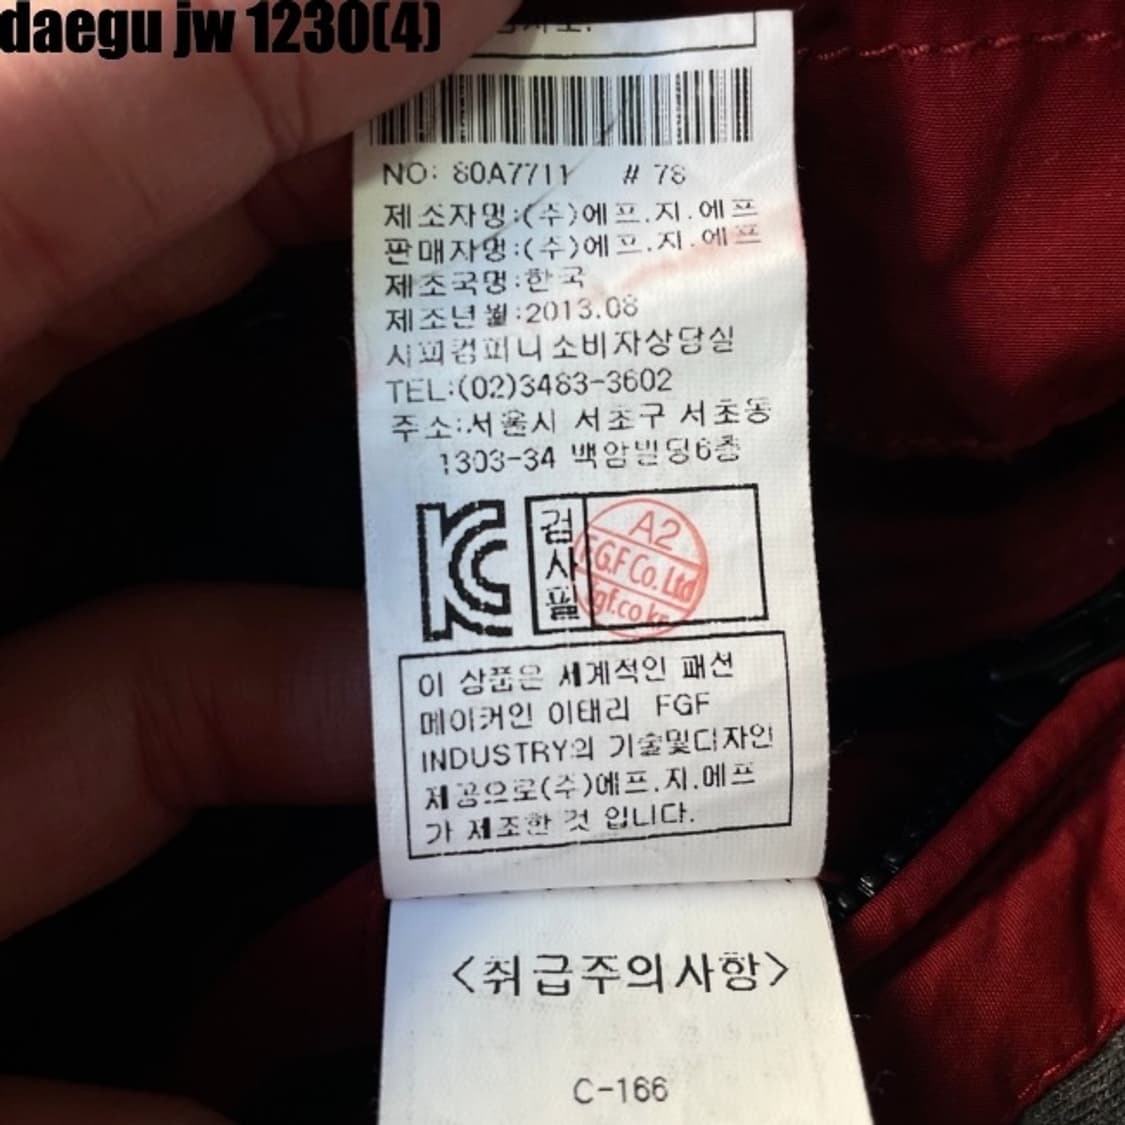 daegu jw 1230(4)
NO: 80A7711 # 78
제조자명:(주)에프.지.에프
판매자명:(주)에프.지.에프
제조국명:한국
제조년월:2013.08
시피컴퍼니소비자상담실
TEL:(02)3483-3602
주소:서울시 서초구 서초동
1303-34 백암빌딩6층
KC
검사필
A2
F.G.F Co. Ltd
fgf.co.kr
이 상품은 세계적인 패션
메이커인 이태리 FGF
INDUSTRY의 기술및디자인
제공으로(주)에프.지.에프
가 제조한 것 입니다.
<취급주의사항>
C-166